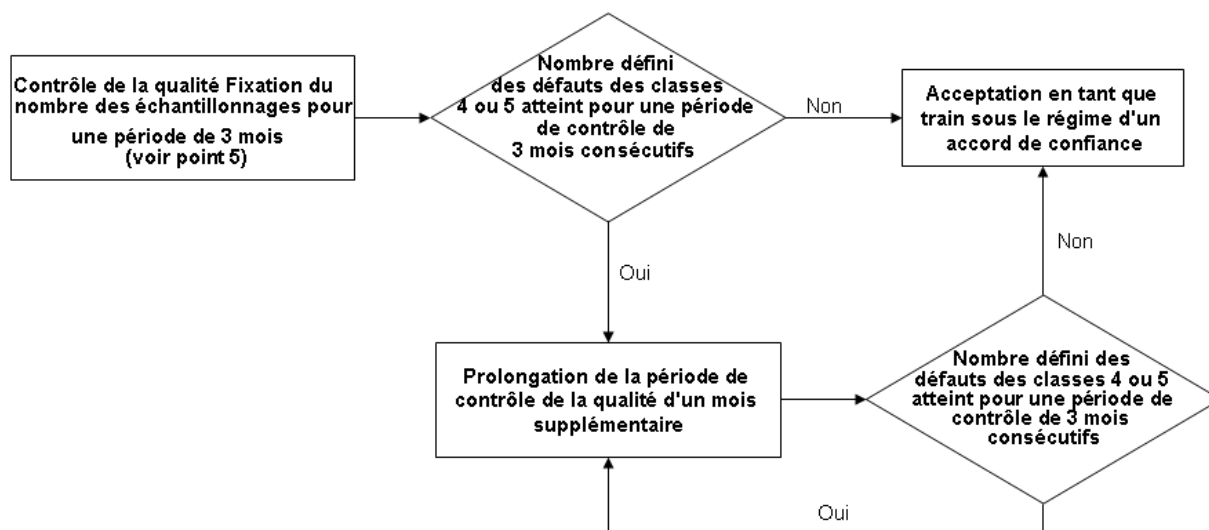 Contrôle de la qualité Fixation du
nombre des échantillonnages pour
une période de 3 mois
(voir point 5)
Nombre défini
des défauts des classes
4 ou 5 atteint pour une période
de contrôle de
3 mois consécutifs
Non
Acceptation en tant que
train sous le régime d'un
accord de confiance
Oui
Non
Prolongation de la période de
contrôle de la qualité d'un mois
supplémentaire
Nombre défini des
défauts des classes 4 ou 5
atteint pour une période de
contrôle de 3 mois
consécutifs
Oui